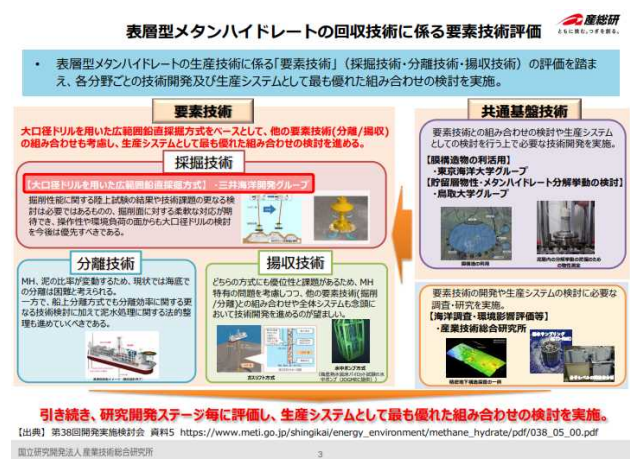 表層型メタンハイドレートの回収技術に係る要素技術評価
産総研
ともに挑む。つぎを創る。
• 表層型メタンハイドレートの生産技術に係る「要素技術」（採掘技術・分離技術・揚収技術）の評価を踏ま
え、各分野ごとの技術開発及び生産システムとして最も優れた組み合わせの検討を実施。
要素技術
大口径ドリルを用いた広範囲鉛直採掘方式をベースとして、他の要素技術(分離/揚収)
の組み合わせも考慮し、生産システムとして最も優れた組み合わせの検討を進める。
採掘技術
【大口径ドリルを用いた広範囲鉛直採掘方式】・三井海洋開発グループ
掘削性能に関する陸上試験の結果や技術課題の更なる検
討は必要ではあるものの、掘削面に対する柔軟な対応が期
待でき、操作性や環境負荷の面からも大口径ドリルの検討
を今後は優先すべきである。
分離技術
MH、泥の比率が変動するため、現状では海底で
の分離は困難と考えられる。
一方で、船上分離方式でも分離効率に関する更
なる技術検討に加えて泥水処理に関する法的整
理も進めていくべきである。
揚収技術
どちらの方式にも優位性と課題があるため、MH
特有の問題を考慮しつつ、他の要素技術(掘削
/分離)との組み合わせや全体システムも念頭に
おいて技術開発を進めるのが望ましい。
ガスリフト方式
水中ポンプ方式
共通基盤技術
要素技術との組み合わせの検討や生産システム
としての検討を行う上で必要な技術開発を実施。
【膜構造物の利活用】
・東京海洋大学グループ
【貯留層物性・メタンハイドレート分解挙動の検討】
・鳥取大学グループ
膜構造の利用
要素技術の開発や生産システムの検討に必要な
調査・研究を実施。
【海洋調査・環境影響評価等】
・産業技術総合研究所
引き続き、研究開発ステージ毎に評価し、生産システムとして最も優れた組み合わせの検討を実施。
【出典】第38回開発実施検討会 資料5 https://www.meti.go.jp/shingikai/energy_environment/methane_hydrate/pdf/038_05_00.pdf
国立研究開発法人 産業技術総合研究所
3